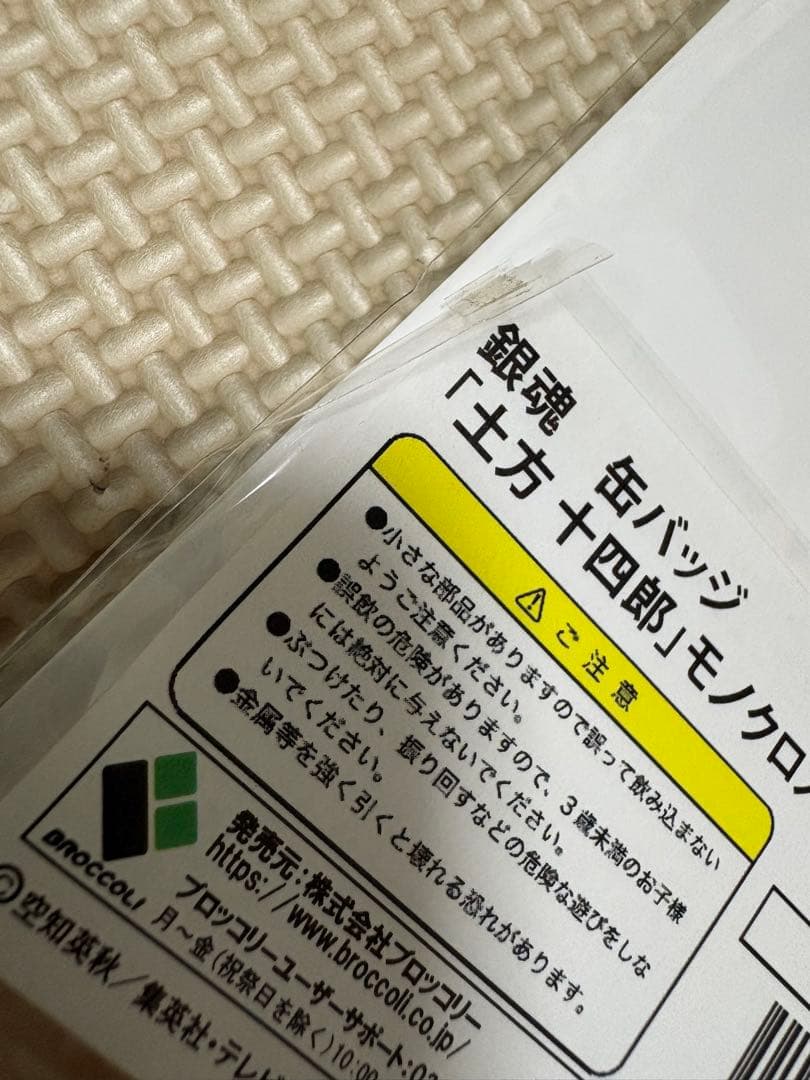 銀魂 缶バッジ
「土方 十四郎」モノクロ
⚠ ご注意
●小さな部品がありますので誤って飲み込まない
ようご注意ください。
●誤飲の危険がありますので、3歳未満のお子様
には絶対に与えないでください。
●ぶつけたり、振り回すなどの危険な遊びをしな
いでください。
●金属等を強く引くと壊れる恐れがあります。
BROCCOLI
発売元:株式会社ブロッコリー
https://www.broccoli.co.jp/
ブロッコリーユーザーサポート:03
月～金(祝祭日を除く)10:00
©空知英秋／集英社・テレビ